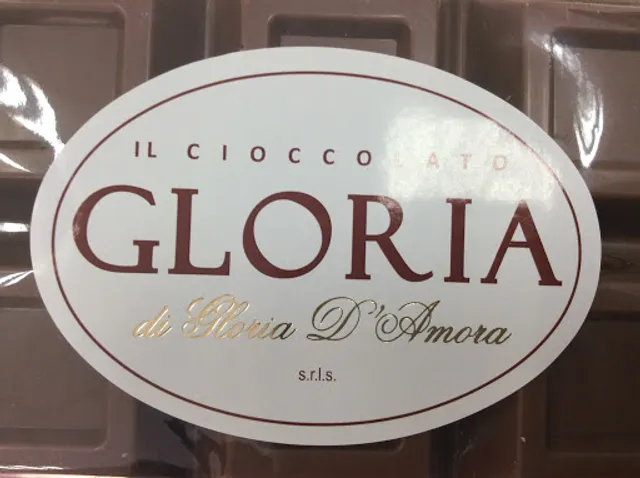 IL CIOCCOLATO
GLORIA
di Gloria D'Amora
s.r.l.s.